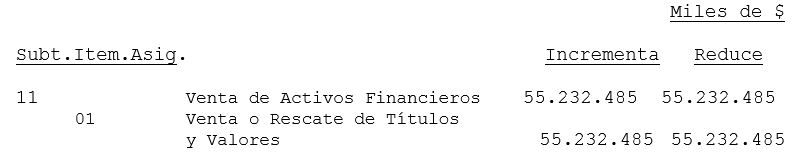 Miles de $
Subt.Item.Asig. Incrementa Reduce
11 Venta de Activos Financieros 55.232.485 55.232.485
01 Venta o Rescate de Títulos
y Valores 55.232.485 55.232.485